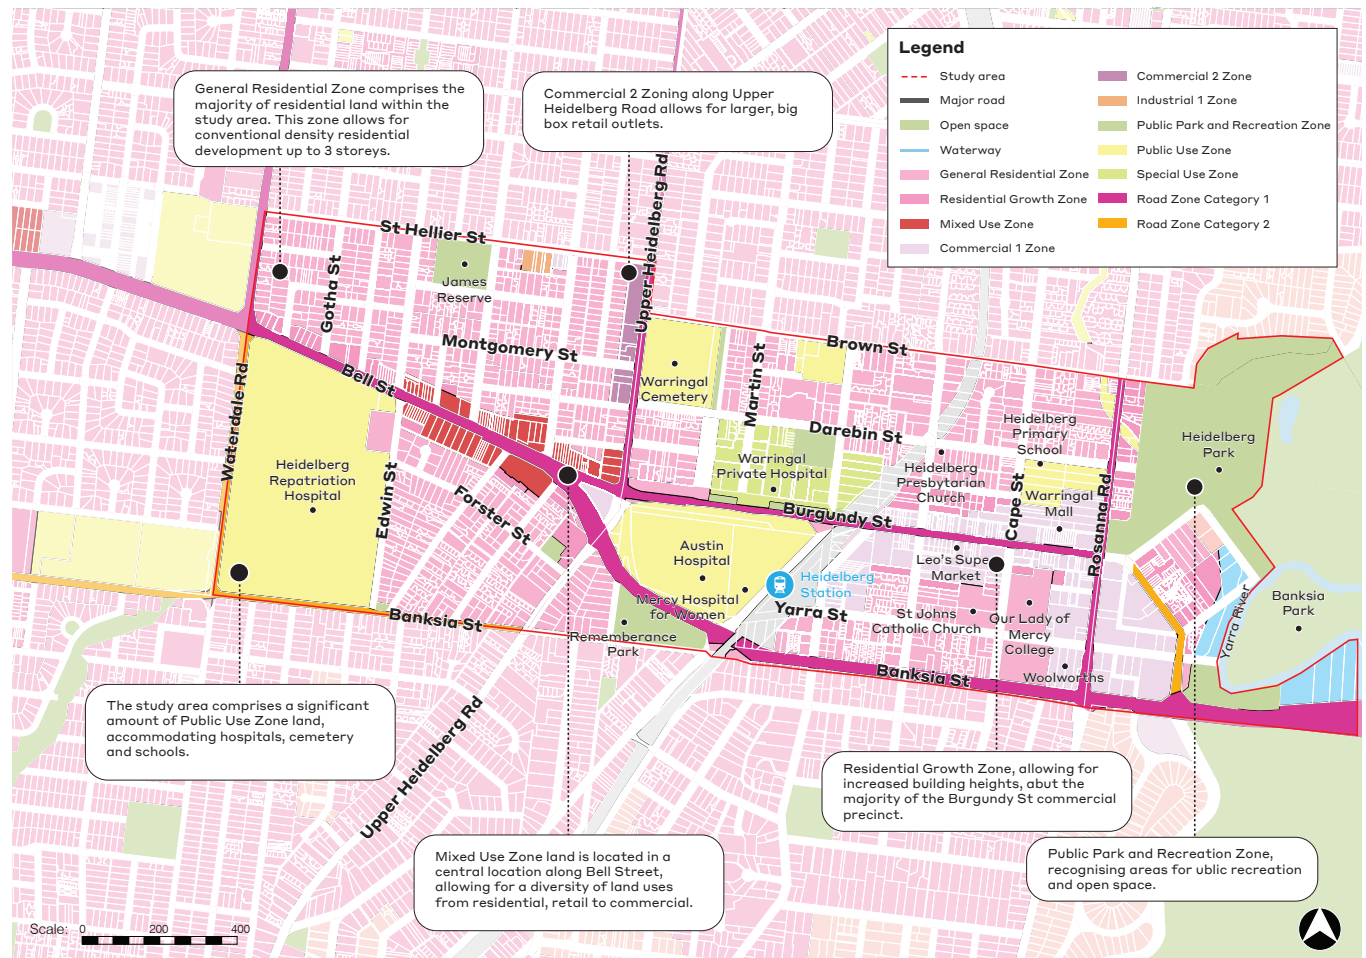 Legend
Study area
Major road
Open space
Waterway
General Residential Zone
Residential Growth Zone
Mixed Use Zone
Commercial 1 Zone
Commercial 2 Zone
Industrial 1 Zone
Public Park and Recreation Zone
Public Use Zone
Special Use Zone
Road Zone Category 1
Road Zone Category 2
General Residential Zone comprises the
majority of residential land within the
study area. This zone allows for
conventional density residential
development up to 3 storeys.
Commercial 2 Zoning along Upper
Heidelberg Road allows for larger, big
box retail outlets.
St Hellier St
Gotha St
James
Reserve
Upper Heidelberg Rd
Montgomery St
Bell St
Waterdale Rd
Warringal
Cemetery
Martin St
Brown St
Darebin St
Heidelberg
Primary
School
Heidelberg
Park
Heidelberg
Repatriation
Hospital
Edwin St
Forster St
Warringal
Private Hospital
Heidelberg
Presbytarian
Church
Cape St
Warringal
Mall
Rosanna Rd
Burgundy St
Austin
Hospital
Leo's Supe
Market
Heidelberg
Station
Mercy Hospital
for Women
Yarra St
St Johns
Catholic Church
Our Lady of
Mercy
College
Yarra River
Banksia
Park
Banksia St
Rememberance
Park
Banksia St
Woolworths
Upper Heidelberg Rd
The study area comprises a significant
amount of Public Use Zone land,
accommodating hospitals, cemetery
and schools.
Mixed Use Zone land is located in a
central location along Bell Street,
allowing for a diversity of land uses
from residential, retail to commercial.
Residential Growth Zone, allowing for
increased building heights, abut the
majority of the Burgundy St commercial
precinct.
Public Park and Recreation Zone,
recognising areas for ublic recreation
and open space.
Scale: 0 200 400